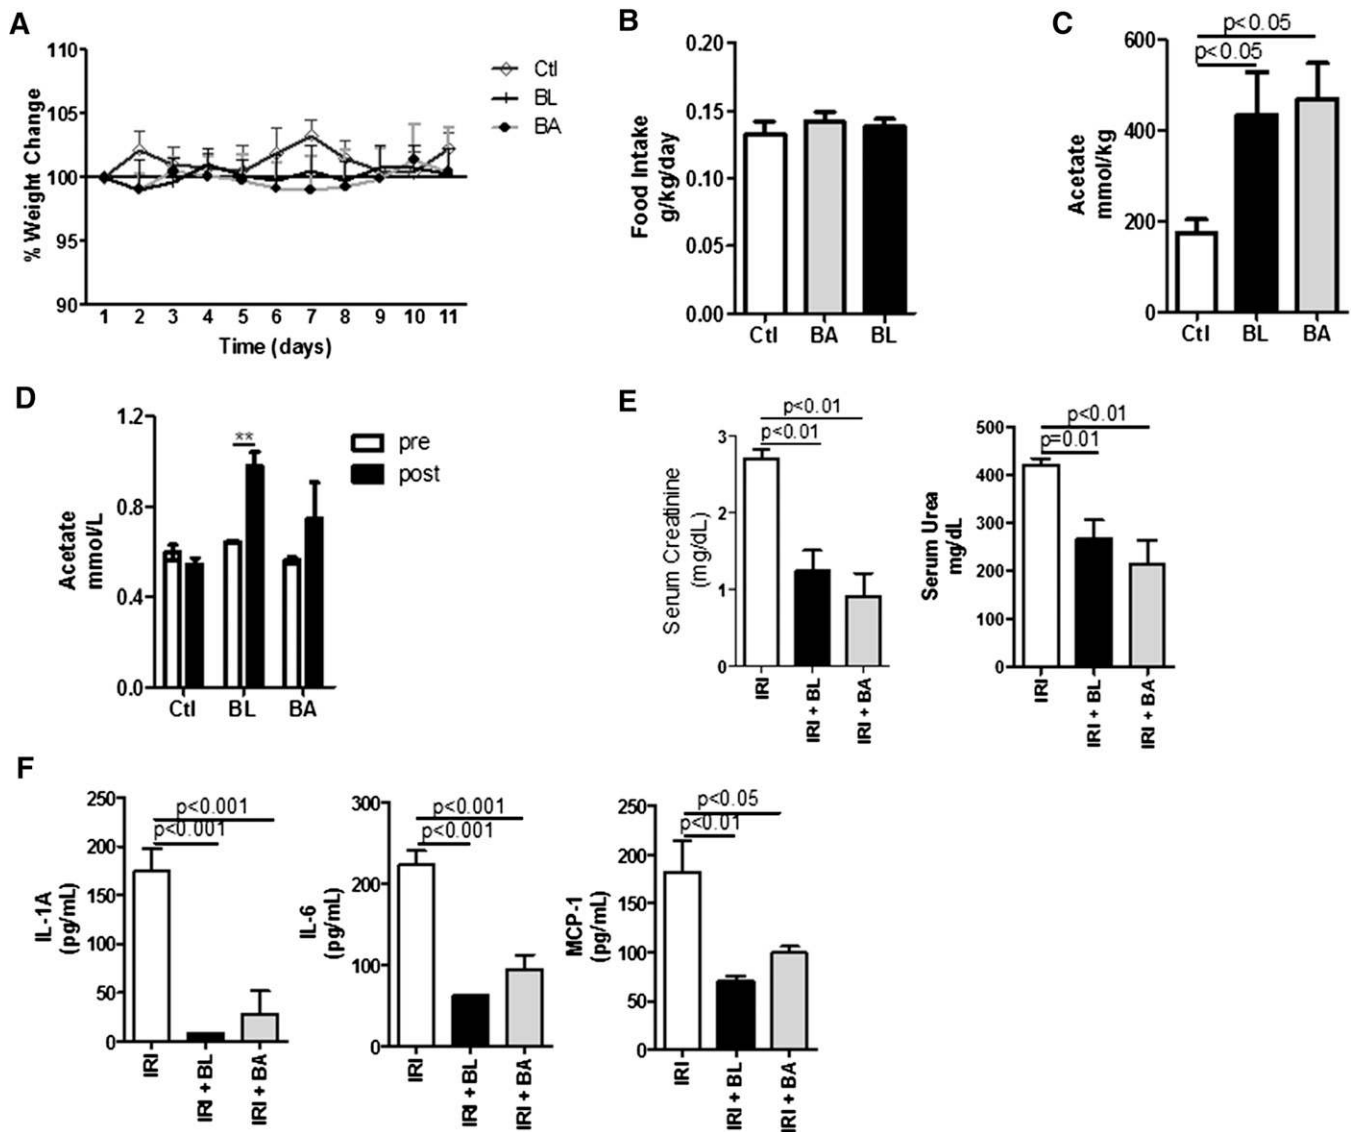 A
110
105
100
95
90
% Weight Change
1 2 3 4 5 6 7 8 9 10 11
Time (days)
Ctl
BL
BA
B
0.20
0.15
0.10
0.05
0.00
Food Intake
g/kg/day
Ctl BA BL
C
p<0.05
p<0.05
600
400
200
0
Acetate
mmol/kg
Ctl BL BA
D
1.2
0.8
0.4
0.0
Acetate
mmol/L
**
pre
post
Ctl BL BA
E
p<0.01
p<0.01
3
2
1
0
Serum Creatinine
(mg/dL)
IRI
IRI + BL
IRI + BA
p<0.01
p=0.01
500
400
300
200
100
0
Serum Urea
mg/dL
IRI
IRI + BL
IRI + BA
F
p<0.001
p<0.001
250
200
150
100
50
0
IL-1A
(pg/mL)
IRI
IRI + BL
IRI + BA
p<0.001
p<0.001
300
200
100
0
IL-6
(pg/mL)
IRI
IRI + BL
IRI + BA
p<0.05
p<0.01
250
200
150
100
50
0
MCP-1
(pg/mL)
IRI
IRI + BL
IRI + BA